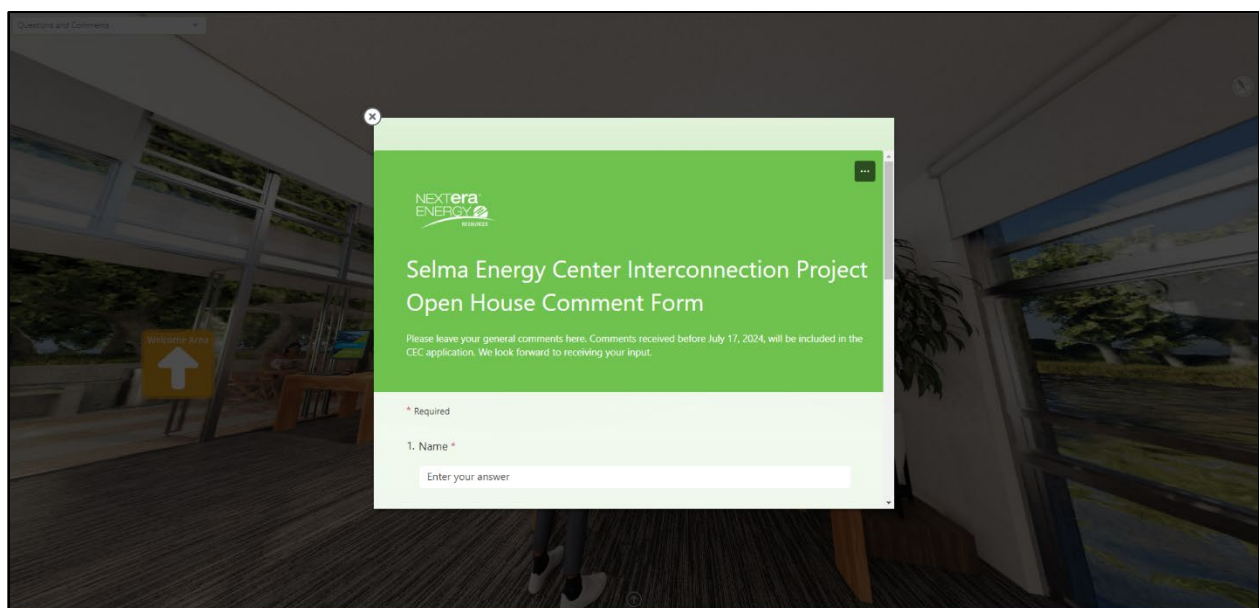 Questions and Comments
NEXTera™
ENERGY
RESOURCES
Selma Energy Center Interconnection Project
Open House Comment Form
Please leave your general comments here. Comments received before July 17, 2024, will be included in the
CEC application. We look forward to receiving your input.
Welcome Area
* Required
1. Name *
Enter your answer